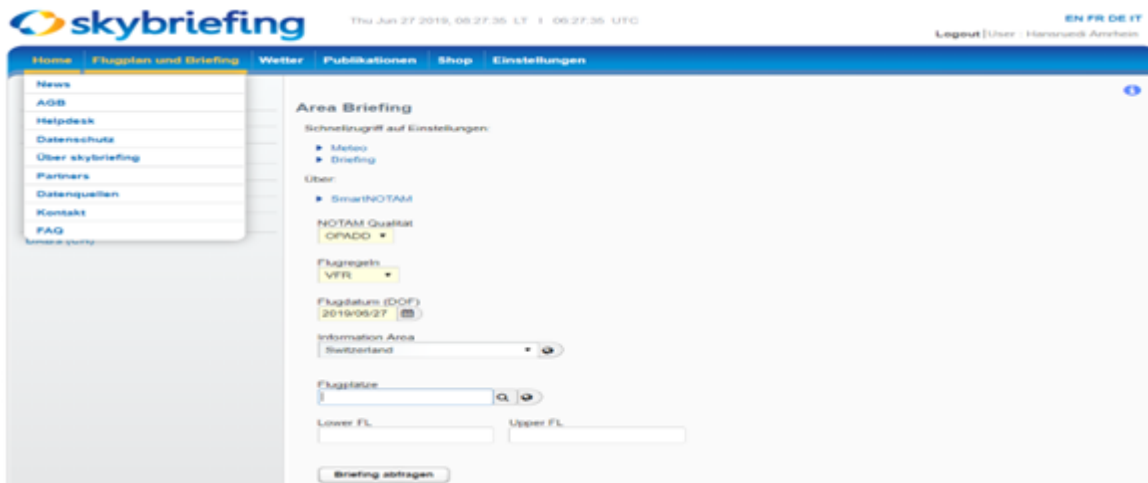 skybriefing
Thu Jun 27 2019, 08:27:35 LT | 06:27:35 UTC
EN FR DE IT
Logout | User : Hansruedi Amrhein
Home Flugplan und Briefing Wetter Publikationen Shop Einstellungen
News
AGB
Helpdesk
Datenschutz
Über skybriefing
Partners
Datenquellen
Kontakt
FAQ
Area Briefing
Schnellzugriff auf Einstellungen:
Meteo
Briefing
Über:
SmartNOTAM
NOTAM Qualität
OPADD
Flugregeln
VFR
Flugdatum (DOF)
2019/06/27
Information Area
Switzerland
Flugplätze
Lower FL Upper FL
Briefing abfragen